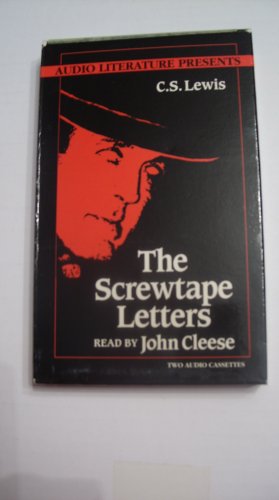 AUDIO LITERATURE PRESENTS
C.S. Lewis
The
Screwtape
Letters
READ BY John Cleese
TWO AUDIO CASSETTES